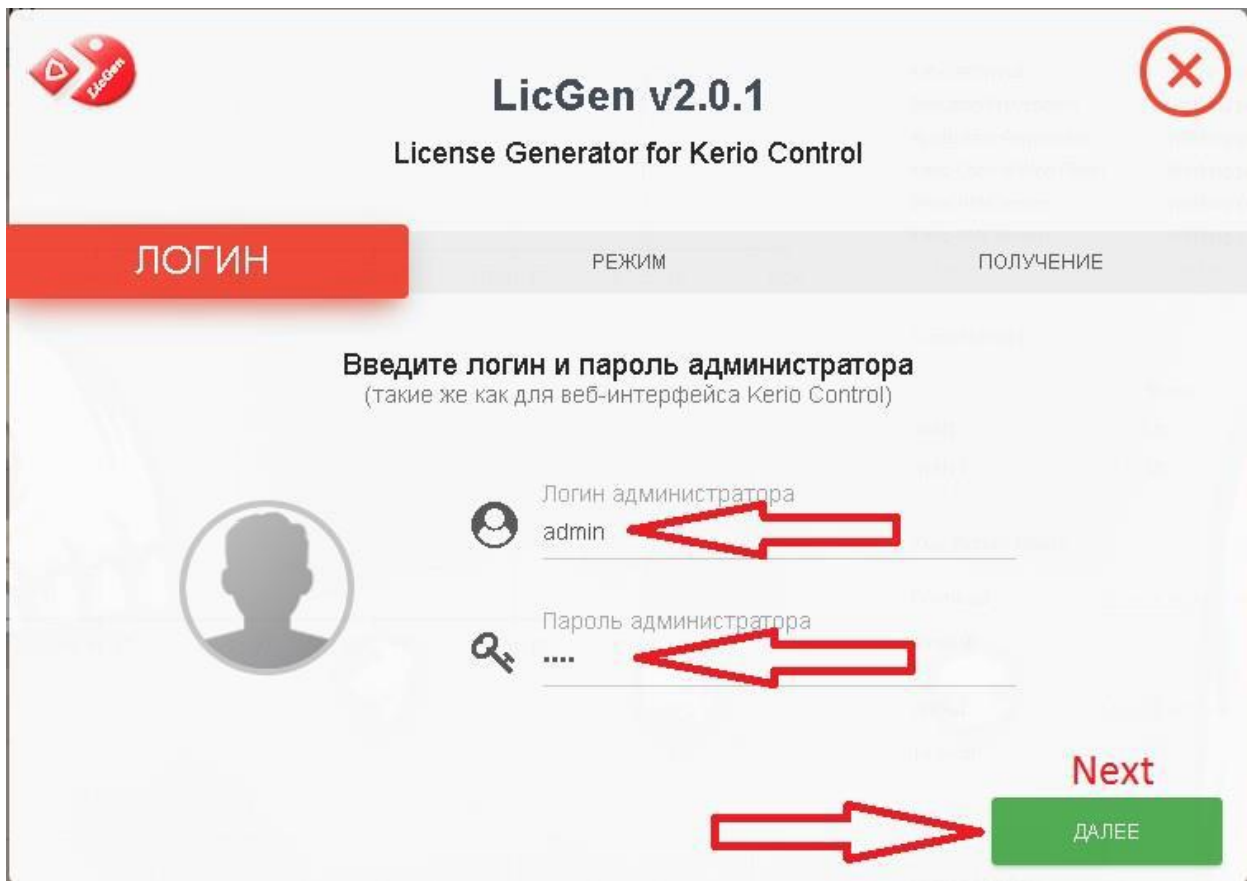 LicGen
LicGen v2.0.1
License Generator for Kerio Control
ЛОГИН
РЕЖИМ
ПОЛУЧЕНИЕ
Введите логин и пароль администратора
(такие же как для веб-интерфейса Kerio Control)
Логин администратора
admin
Пароль администратора
••••
Next
ДАЛЕЕ